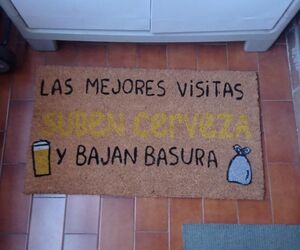 LAS MEJORES VISITAS
SUBEN cerveza
Y BAJAN BASURA